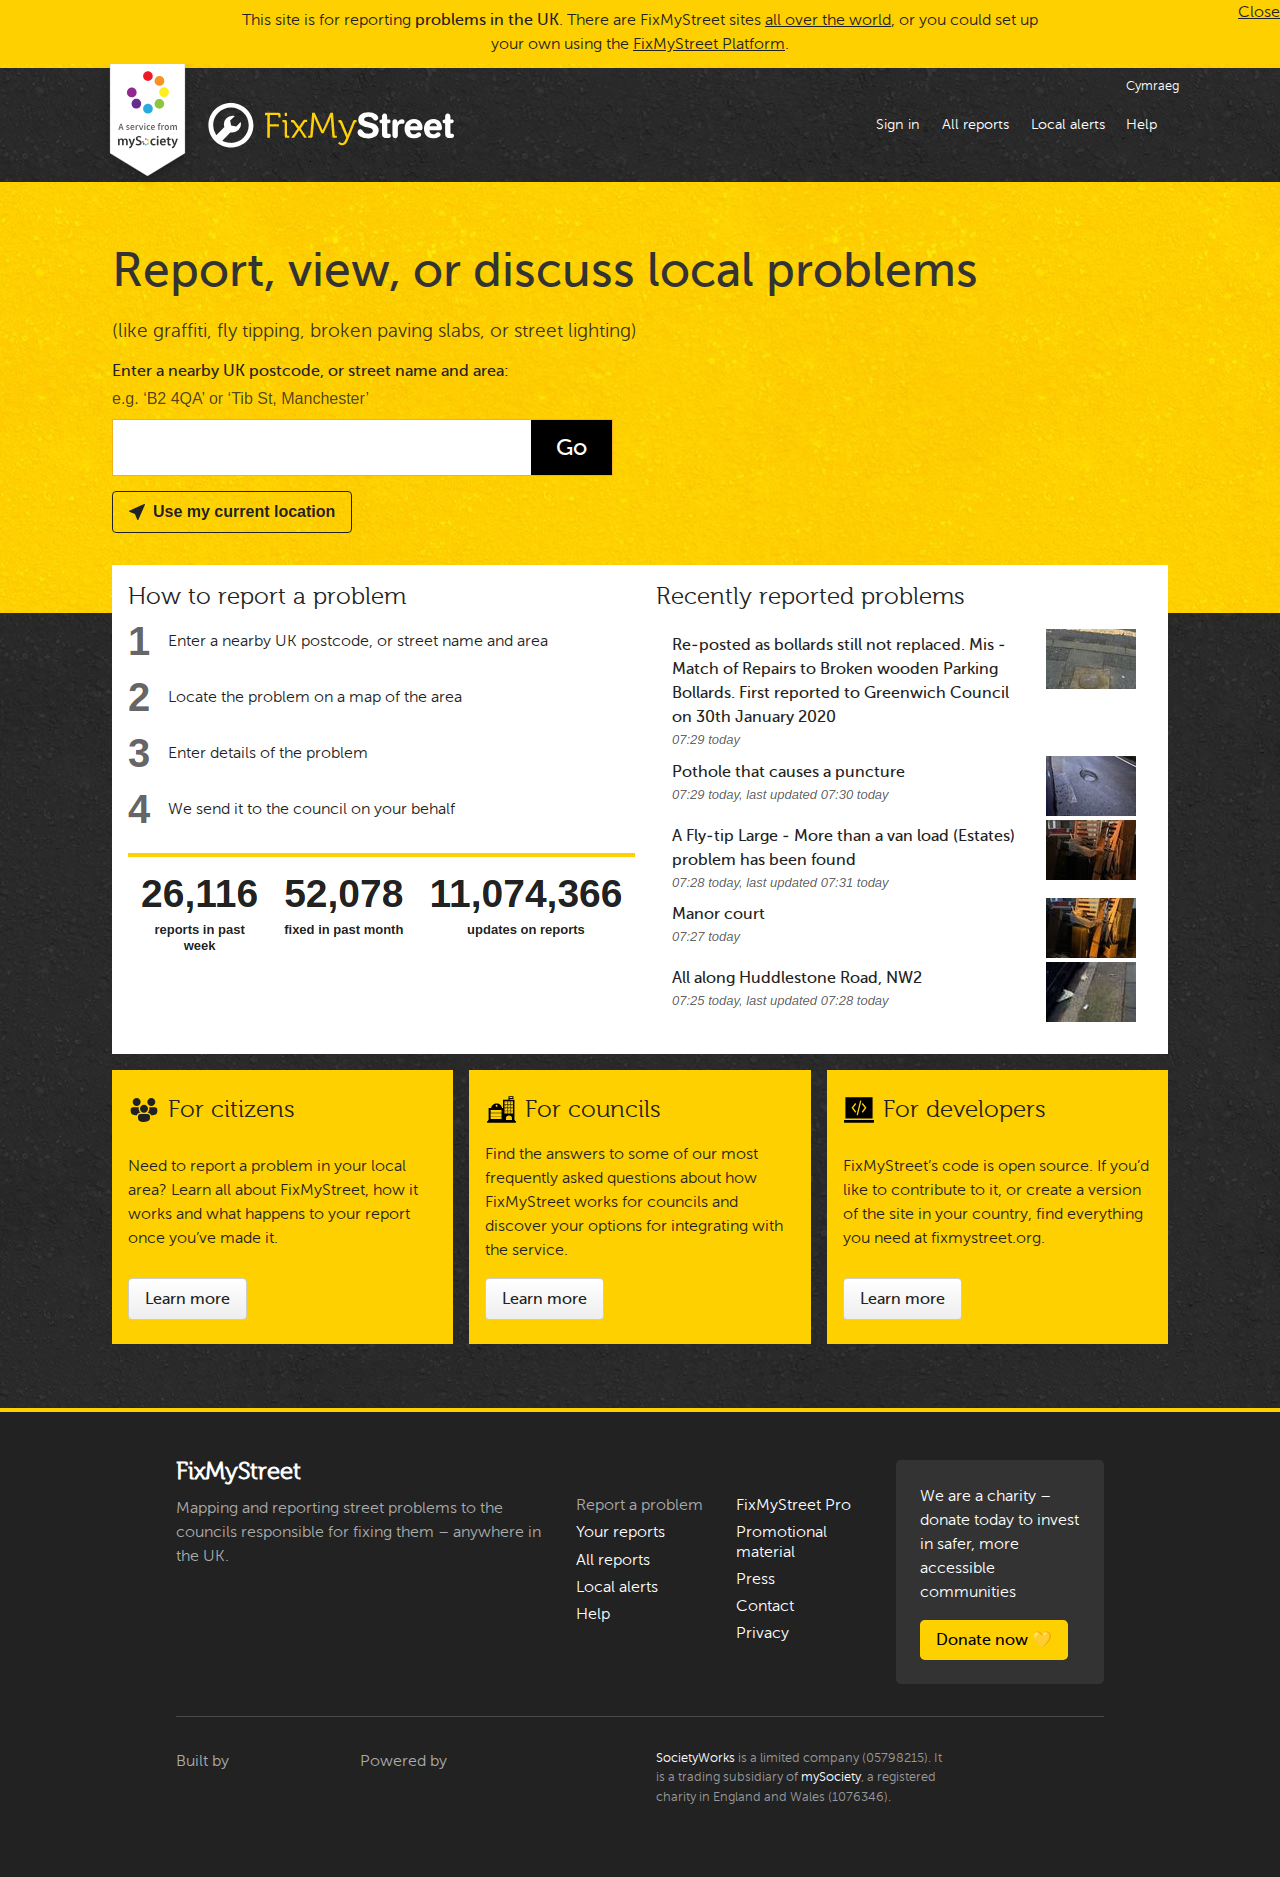 This site is for reporting problems in the UK. There are FixMyStreet sites all over the world, or you could set up
your own using the FixMyStreet Platform.
Close
Cymraeg
A service from
mySociety
FixMyStreet
Sign in All reports Local alerts Help
Report, view, or discuss local problems
(like graffiti, fly tipping, broken paving slabs, or street lighting)
Enter a nearby UK postcode, or street name and area:
e.g. ‘B2 4QA’ or ‘Tib St, Manchester’
Go
Use my current location
How to report a problem
1 Enter a nearby UK postcode, or street name and area
2 Locate the problem on a map of the area
3 Enter details of the problem
4 We send it to the council on your behalf
26,116 52,078 11,074,366
reports in past fixed in past month updates on reports
week
Recently reported problems
Re-posted as bollards still not replaced. Mis -
Match of Repairs to Broken wooden Parking
Bollards. First reported to Greenwich Council
on 30th January 2020
07:29 today
Pothole that causes a puncture
07:29 today, last updated 07:30 today
A Fly-tip Large - More than a van load (Estates)
problem has been found
07:28 today, last updated 07:31 today
Manor court
07:27 today
All along Huddlestone Road, NW2
07:25 today, last updated 07:28 today
For citizens
Need to report a problem in your local
area? Learn all about FixMyStreet, how it
works and what happens to your report
once you’ve made it.
Learn more
For councils
Find the answers to some of our most
frequently asked questions about how
FixMyStreet works for councils and
discover your options for integrating with
the service.
Learn more
For developers
FixMyStreet’s code is open source. If you’d
like to contribute to it, or create a version
of the site in your country, find everything
you need at fixmystreet.org.
Learn more
FixMyStreet
Mapping and reporting street problems to the
councils responsible for fixing them – anywhere in
the UK.
Report a problem
Your reports
All reports
Local alerts
Help
FixMyStreet Pro
Promotional
material
Press
Contact
Privacy
We are a charity –
donate today to invest
in safer, more
accessible
communities
Donate now 💛
Built by
Powered by
SocietyWorks is a limited company (05798215). It
is a trading subsidiary of mySociety, a registered
charity in England and Wales (1076346).